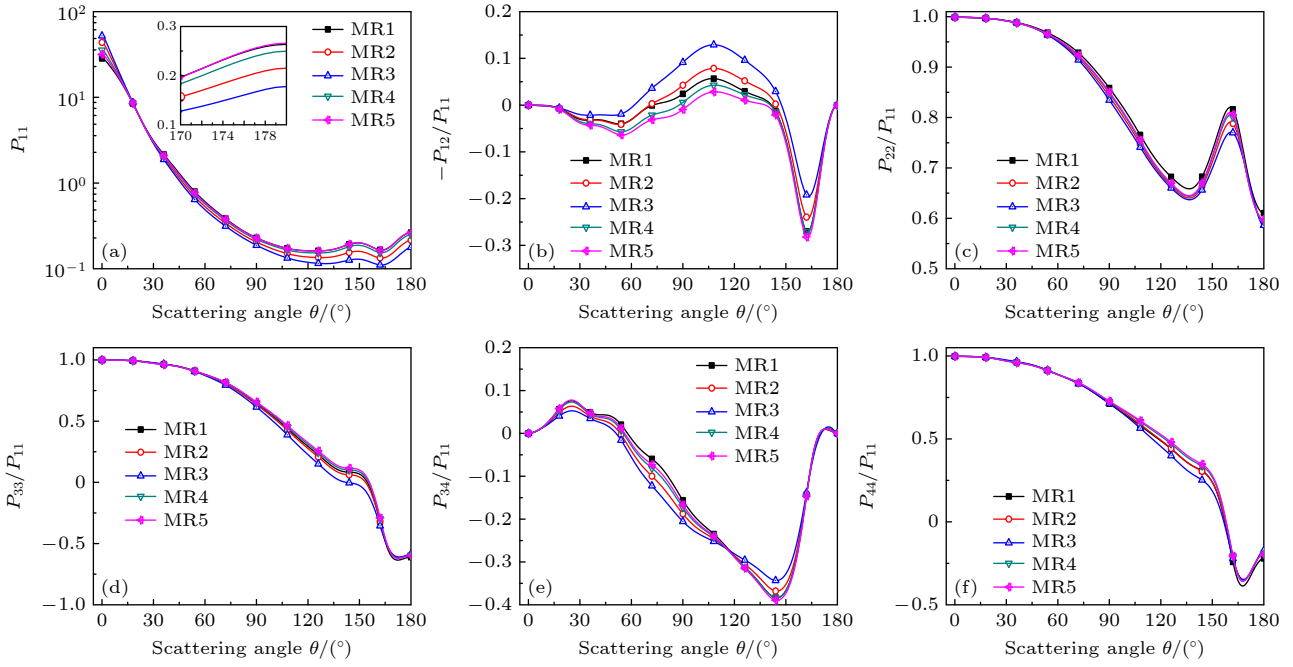 10²
10¹
10⁰
10⁻¹
P₁₁
0.3
0.2
0.1
170 174 178
MR1
MR2
MR3
MR4
MR5
(a)
0 30 60 90 120 150 180
Scattering angle θ/(°)
0.2
0.1
0
−0.1
−0.2
−0.3
−P₁₂/P₁₁
MR1
MR2
MR3
MR4
MR5
(b)
0 30 60 90 120 150 180
Scattering angle θ/(°)
1.0
0.9
0.8
0.7
0.6
0.5
P₂₂/P₁₁
MR1
MR2
MR3
MR4
MR5
(c)
0 30 60 90 120 150 180
Scattering angle θ/(°)
1.0
0.5
0
−0.5
−1.0
P₃₃/P₁₁
MR1
MR2
MR3
MR4
MR5
(d)
0 30 60 90 120 150 180
Scattering angle θ/(°)
0.2
0.1
0
−0.1
−0.2
−0.3
−0.4
P₃₄/P₁₁
MR1
MR2
MR3
MR4
MR5
(e)
0 30 60 90 120 150 180
Scattering angle θ/(°)
1.0
0.5
0
−0.5
P₄₄/P₁₁
MR1
MR2
MR3
MR4
MR5
(f)
0 30 60 90 120 150 180
Scattering angle θ/(°)